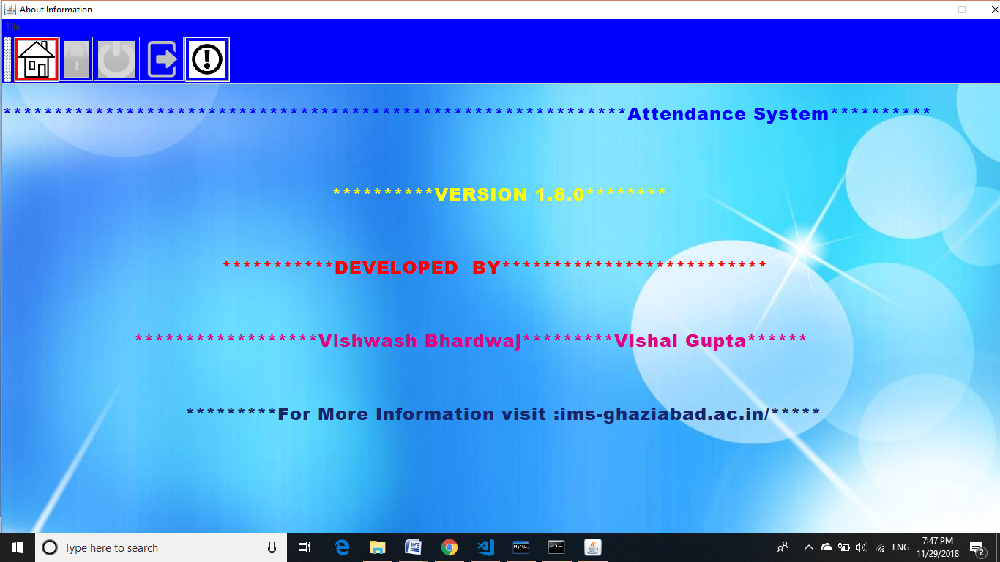 About Information
File
*************************************************************Attendance System**********
**********VERSION 1.8.0********
***********DEVELOPED  BY**************************
******************Vishwash Bhardwaj*********Vishal Gupta******
*********For More Information visit :ims-ghaziabad.ac.in/*****
Type here to search
ENG
7:47 PM
11/29/2018
2